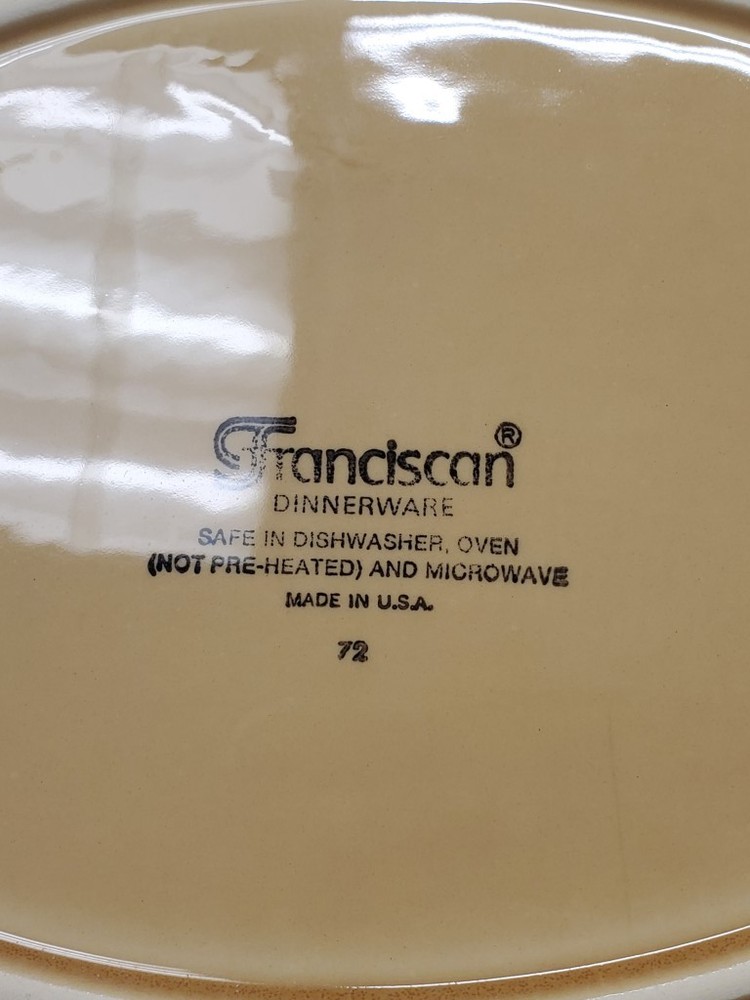 Franciscan®
DINNERWARE
SAFE IN DISHWASHER, OVEN
(NOT PRE-HEATED) AND MICROWAVE
MADE IN U.S.A.
72